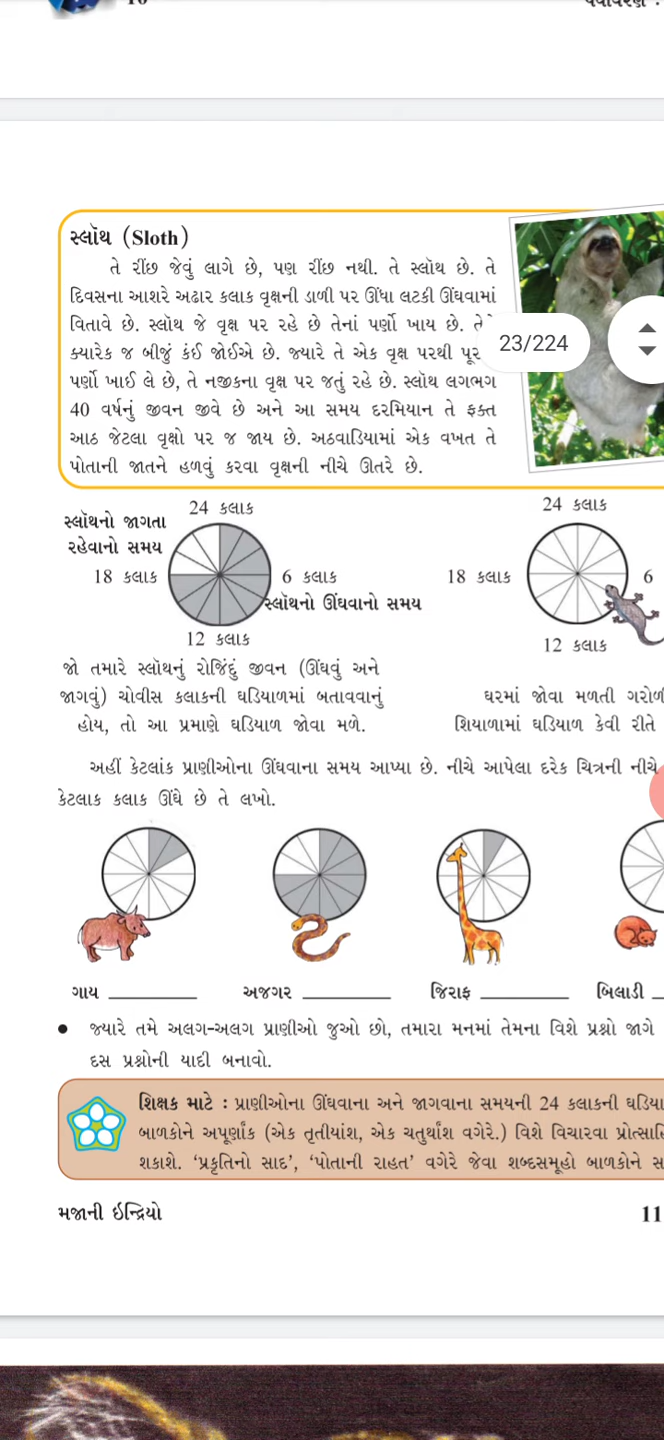 સ્લૉથ (Sloth)
તે રીંછ જેવું લાગે છે, પણ રીંછ નથી. તે સ્લૉથ છે. તે
દિવસના આશરે અઢાર કલાક વૃક્ષની ડાળી પર ઊંધા લટકી ઊંઘવામાં
વિતાવે છે. સ્લૉથ જે વૃક્ષ પર રહે છે તેનાં પર્ણો ખાય છે.
ક્યારેક જ બીજું કંઈ જોઈએ છે. જ્યારે તે એક વૃક્ષ પરથી
પર્ણો ખાઈ લે છે, તે નજીકના વૃક્ષ પર જતું રહે છે. સ્લૉથ લગભગ
40 વર્ષનું જીવન જીવે છે અને આ સમય દરમિયાન તે ફક્ત
આઠ જેટલા વૃક્ષો પર જ જાય છે. અઠવાડિયામાં એક વખત તે
પોતાની જાતને હળવું કરવા વૃક્ષની નીચે ઊતરે છે.
23/224
સ્લૉથનો જાગતા
રહેવાનો સમય
24 કલાક
18 કલાક
6 કલાક
સ્લૉથનો ઊંઘવાનો સમય
12 કલાક
24 કલાક
18 કલાક
6
12 કલાક
જો તમારે સ્લૉથનું રોજિંદું જીવન (ઊંઘવું અને
જાગવું) ચોવીસ કલાકની ઘડિયાળમાં બતાવવાનું
હોય, તો આ પ્રમાણે ઘડિયાળ જોવા મળે.
ઘરમાં જોવા મળતી
શિયાળામાં ઘડિયાળ કેવી રીતે
અહીં કેટલાંક પ્રાણીઓના ઊંઘવાના સમય આપ્યા છે. નીચે આપેલા દરેક ચિત્રની નીચે
કેટલાક કલાક ઊંઘે છે તે લખો.
ગાય __________ અજગર __________ જિરાફ __________ બિલાડી _
● જ્યારે તમે અલગ-અલગ પ્રાણીઓ જુઓ છો, તમારા મનમાં તેમના વિશે પ્રશ્નો જાગે
દસ પ્રશ્નોની યાદી બનાવો.
શિક્ષક માટે : પ્રાણીઓના ઊંઘવાના અને જાગવાના સમયની 24 કલાકની
બાળકોને અપૂર્ણાંક (એક તૃતીયાંશ, એક ચતુર્થાંશ વગેરે.) વિશે વિચારવા
શકાશે. ‘પ્રકૃતિનો સાદ’, ‘પોતાની રાહત’ વગેરે જેવા શબ્દસમૂહો બાળકોને
મજાની ઇન્દ્રિયો
11